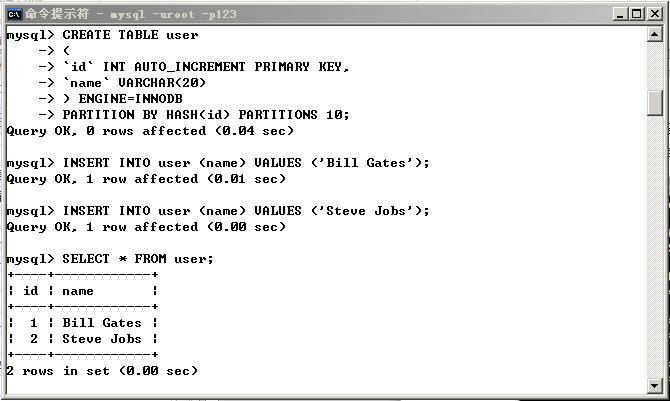 命令提示符 - mysql -uroot -p123
mysql> CREATE TABLE user
    -> (
    -> `id` INT AUTO_INCREMENT PRIMARY KEY,
    -> `name` VARCHAR(20)
    -> ) ENGINE=INNODB
    -> PARTITION BY HASH(id) PARTITIONS 10;
Query OK, 0 rows affected (0.04 sec)

mysql> INSERT INTO user (name) VALUES ('Bill Gates');
Query OK, 1 row affected (0.01 sec)

mysql> INSERT INTO user (name) VALUES ('Steve Jobs');
Query OK, 1 row affected (0.00 sec)

mysql> SELECT * FROM user;
+----+------------+
¦ id ¦ name       ¦
+----+------------+
¦  1 ¦ Bill Gates ¦
¦  2 ¦ Steve Jobs ¦
+----+------------+
2 rows in set (0.00 sec)